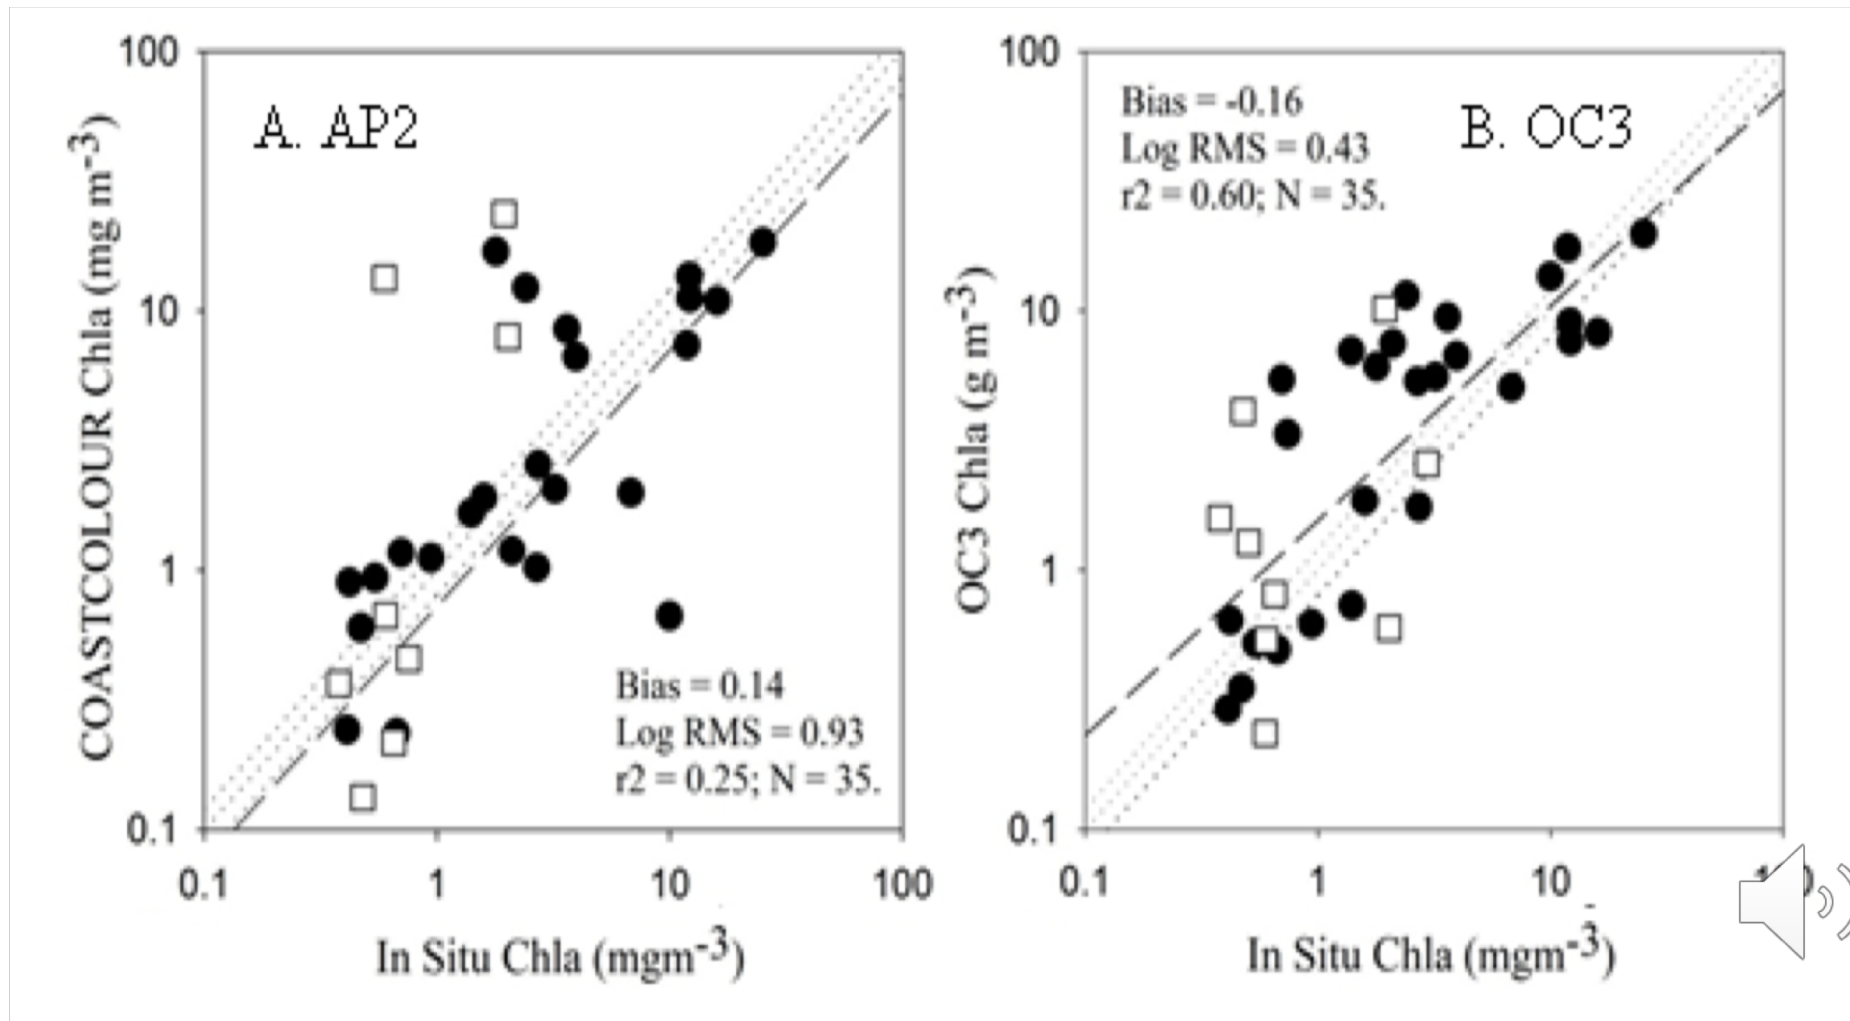 A. AP2
100
10
1
0.1
COASTCOLOUR Chla (mg m-3)
Bias = 0.14
Log RMS = 0.93
r2 = 0.25; N = 35.
0.1 1 10 100
In Situ Chla (mgm-3)
B. OC3
Bias = -0.16
Log RMS = 0.43
r2 = 0.60; N = 35.
100
10
1
0.1
OC3 Chla (g m-3)
0.1 1 10
In Situ Chla (mgm-3)